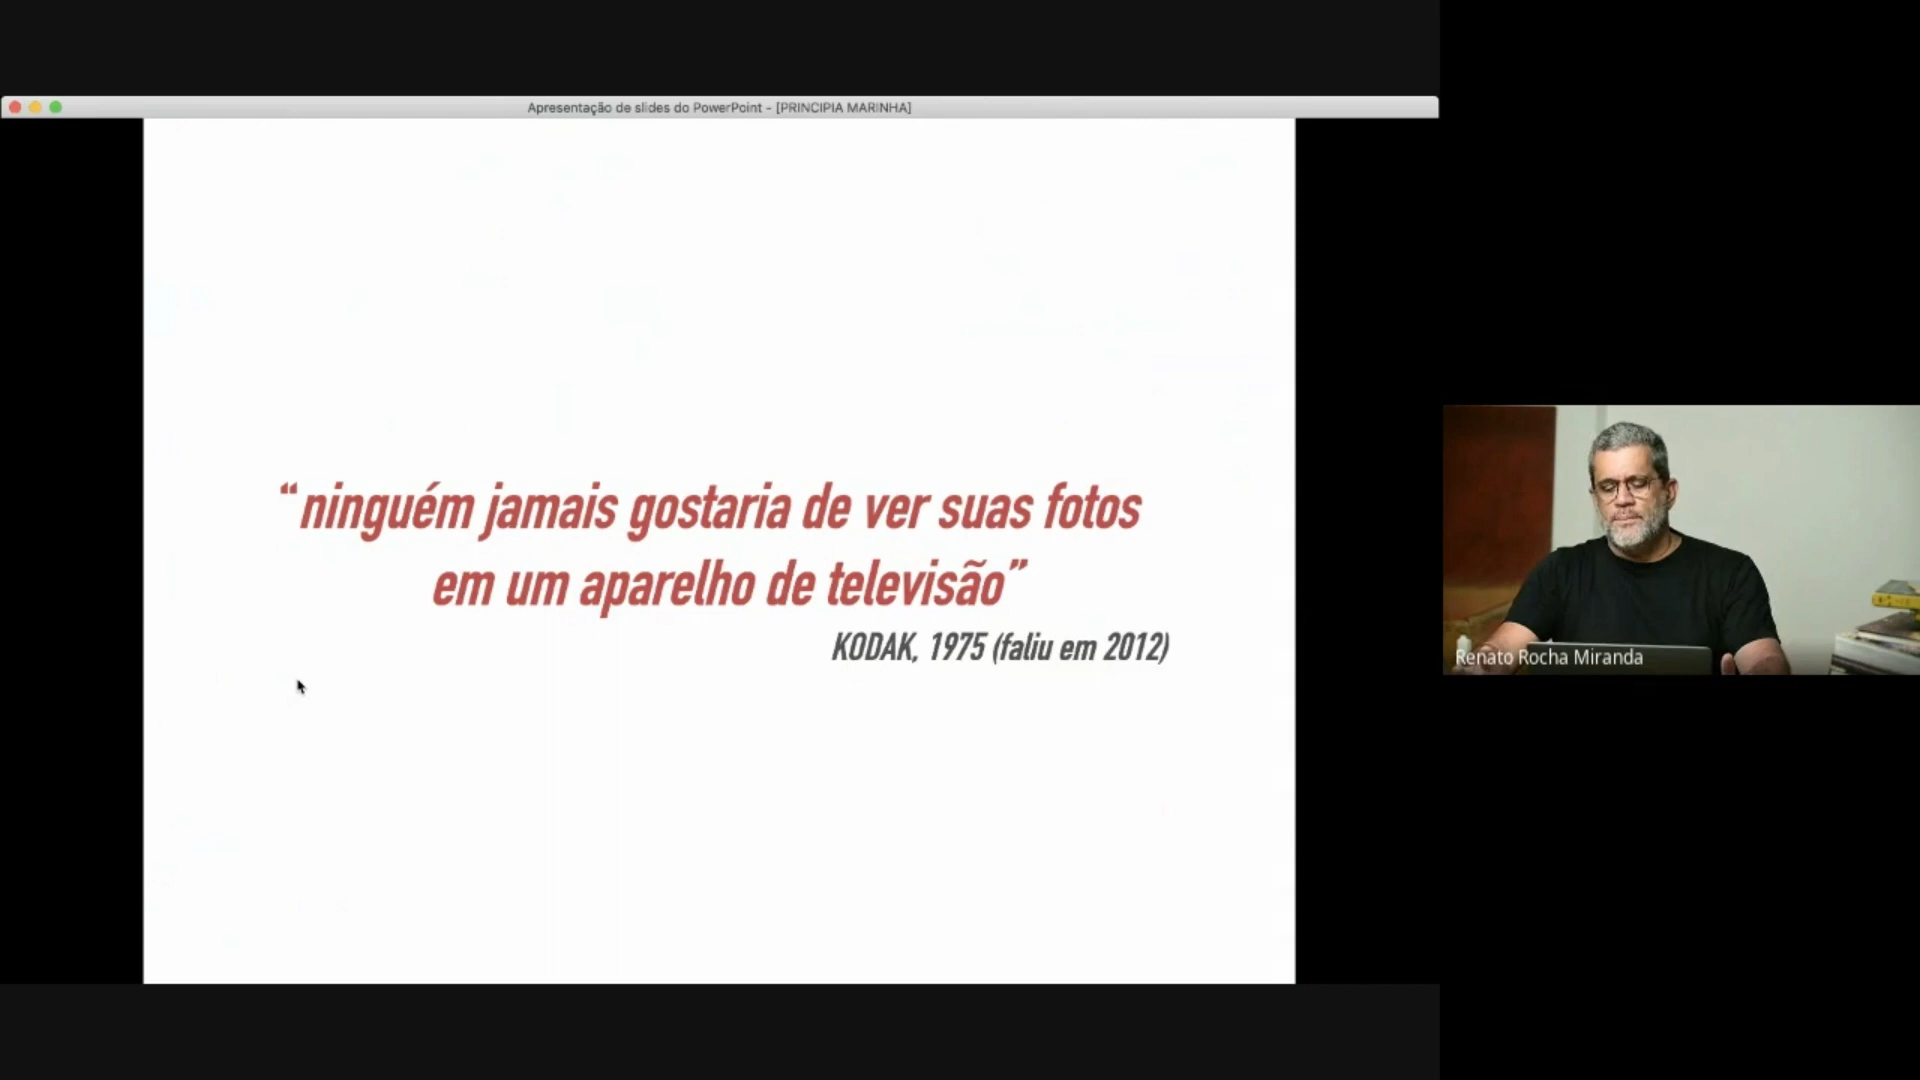 Apresentação de slides do PowerPoint - [PRINCIPIA MARINHA]
“ninguém jamais gostaria de ver suas fotos
em um aparelho de televisão”
KODAK, 1975 (faliu em 2012)
Renato Rocha Miranda